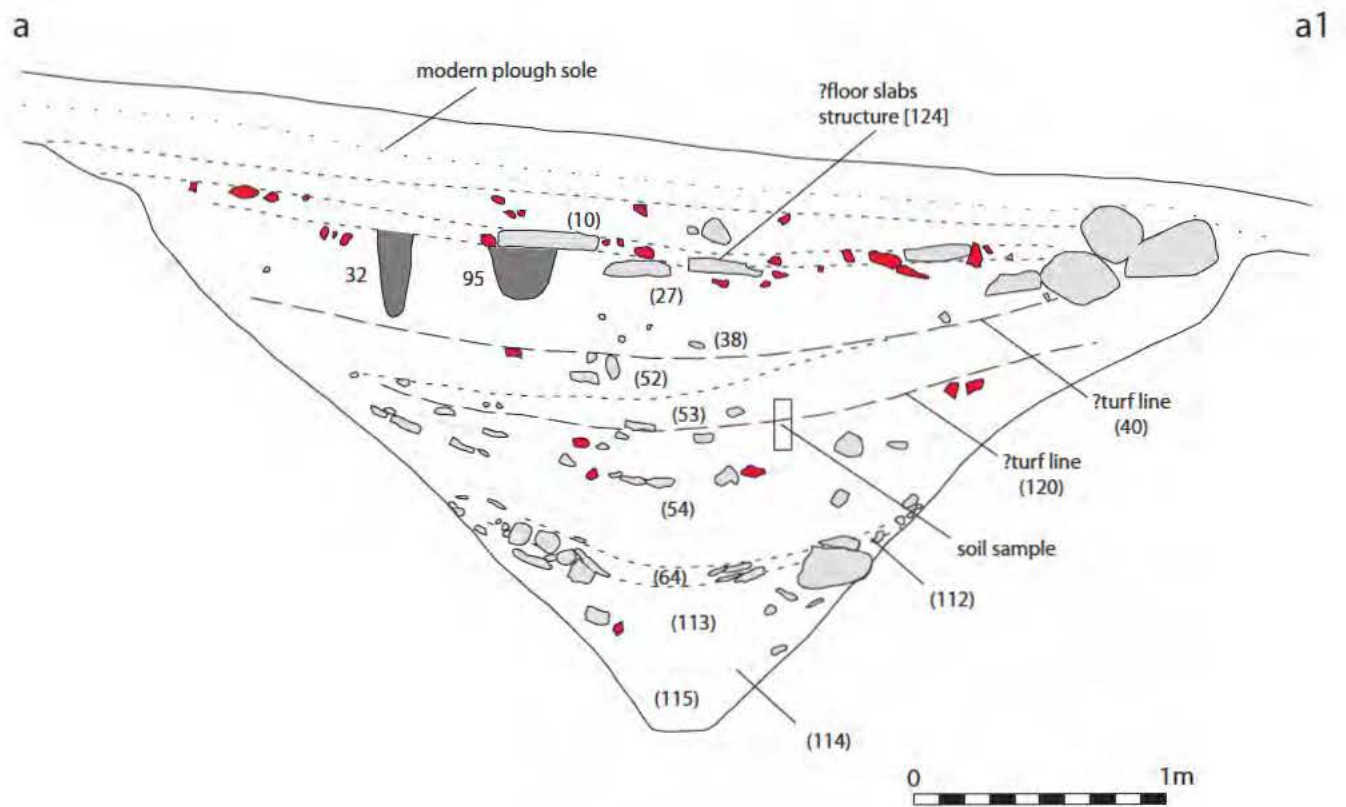 a
a1
modern plough sole
?floor slabs
structure [124]
(10)
32
95
(27)
(38)
(52)
(53)
?turf line
(40)
?turf line
(120)
(54)
soil sample
(64)
(112)
(113)
(115)
(114)
0
1m